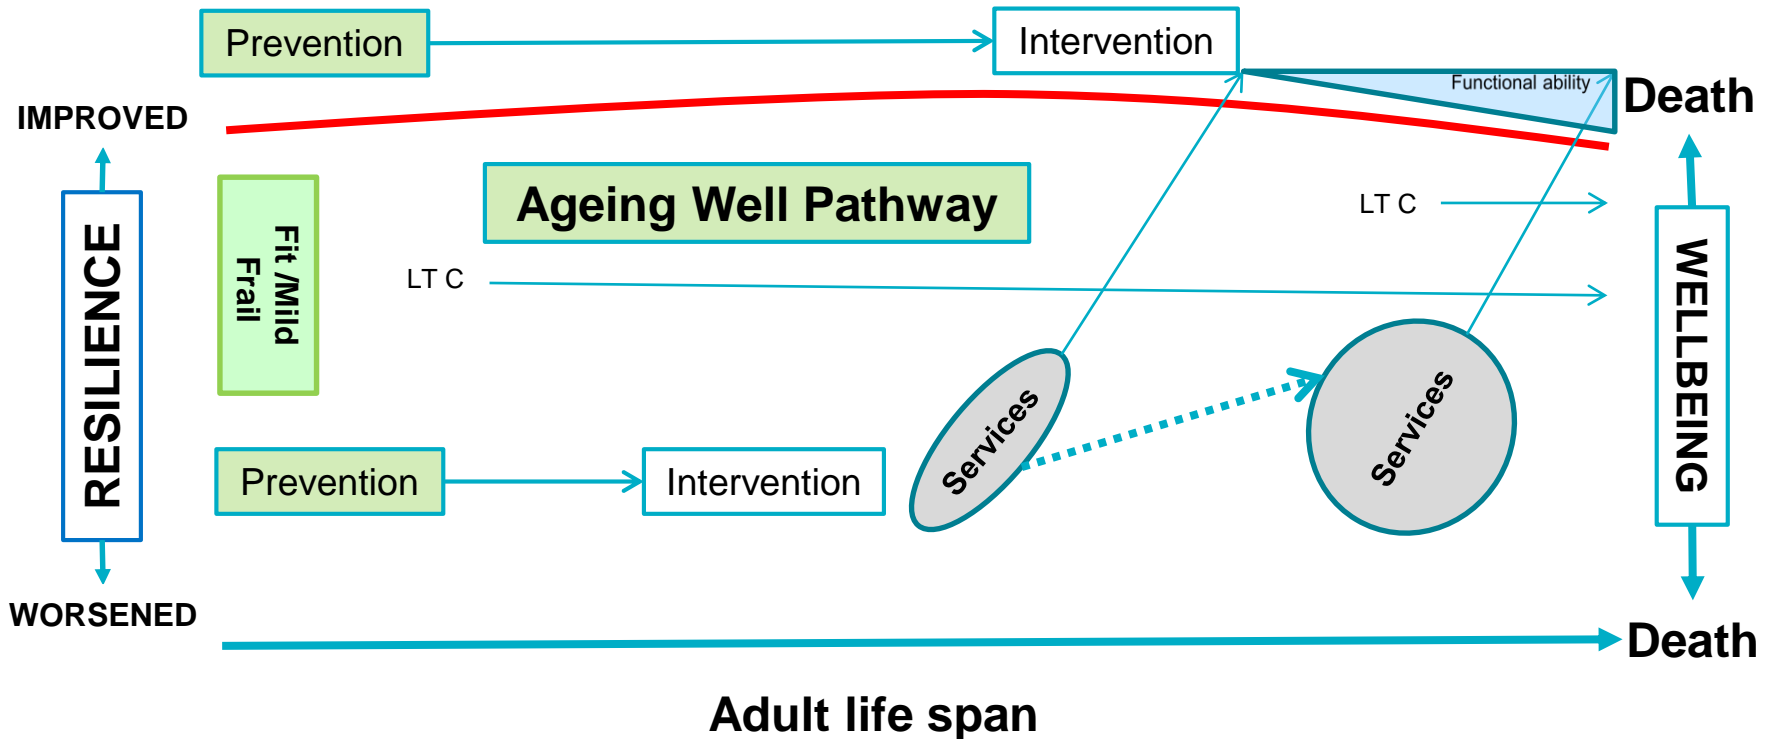 Prevention
Intervention
Functional ability
Death
IMPROVED
Ageing Well Pathway
LT C
Fit /Mild
Frail
RESILIENCE
WELLBEING
LT C
Services
Services
Prevention
Intervention
WORSENED
Death
Adult life span